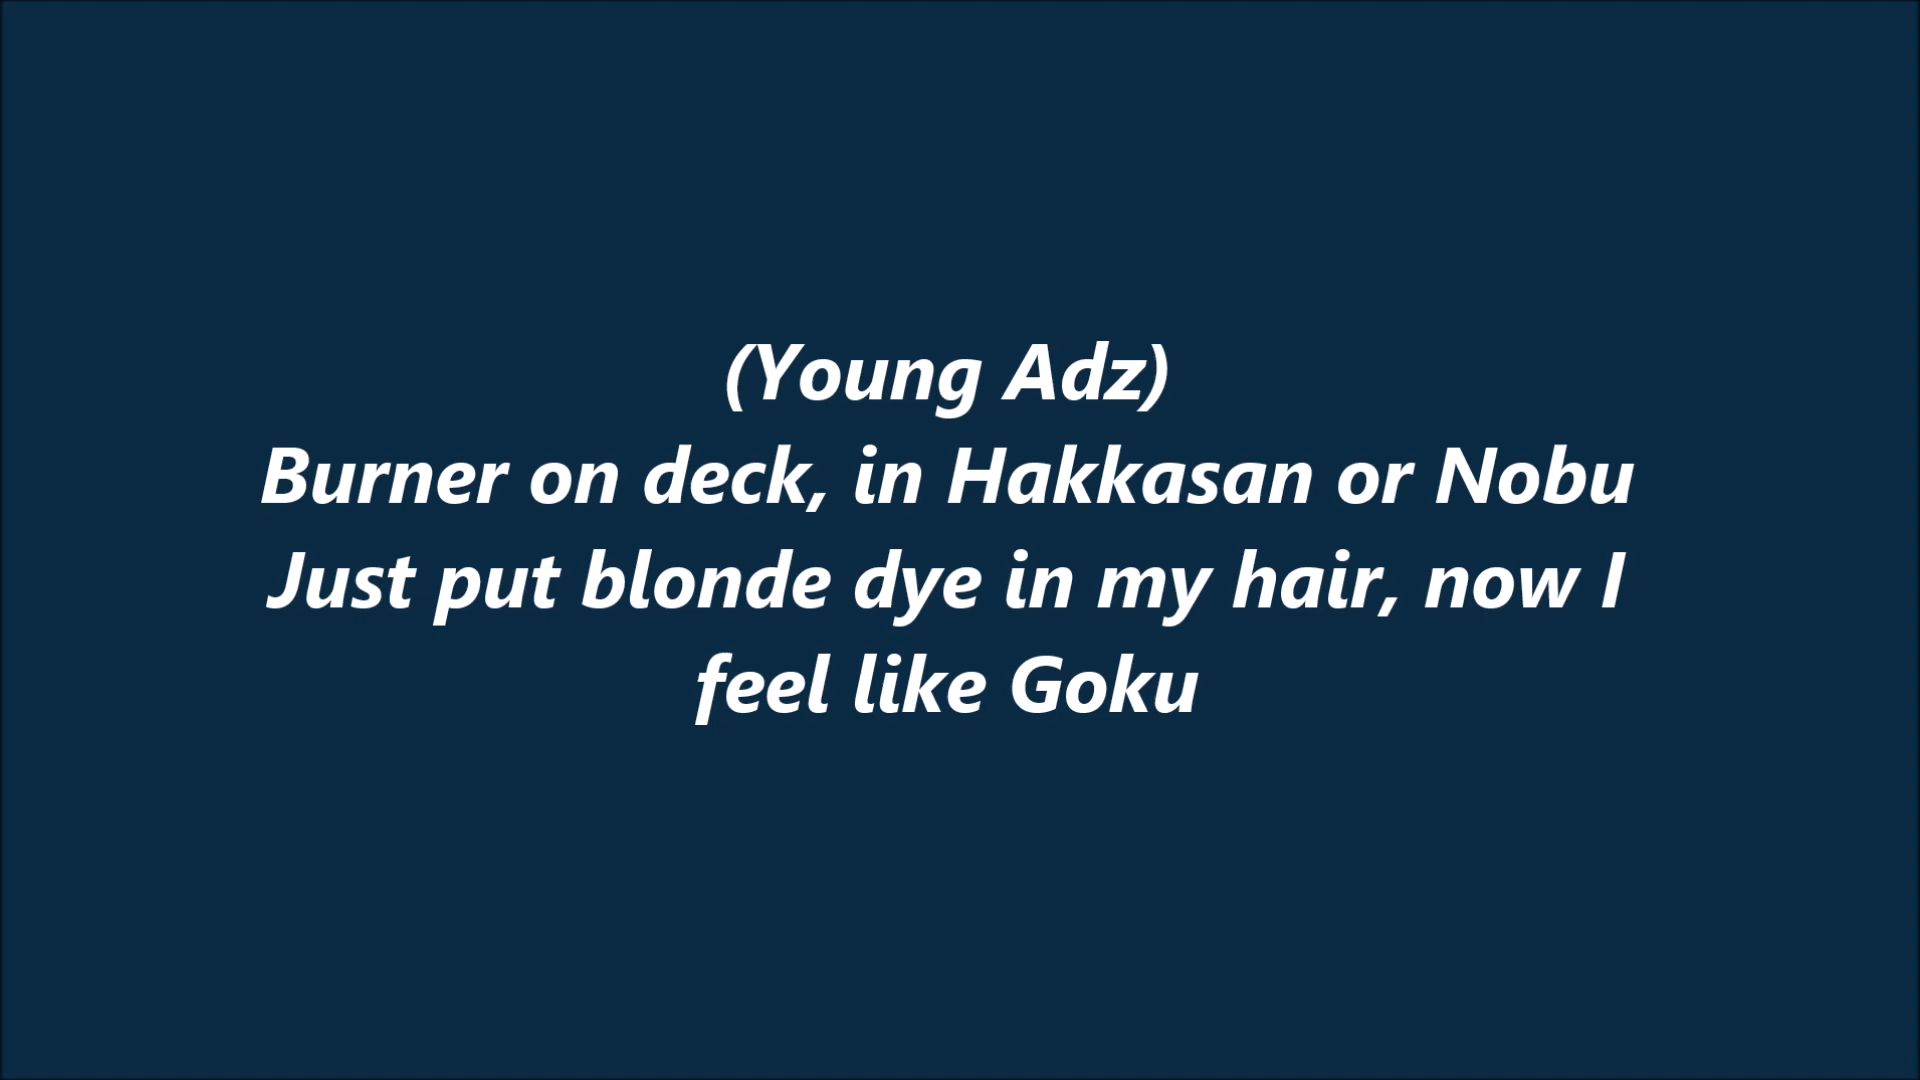 (Young Adz)
Burner on deck, in Hakkasan or Nobu
Just put blonde dye in my hair, now I
feel like Goku